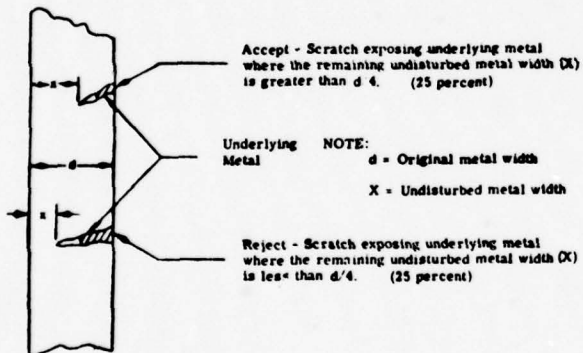 Accept - Scratch exposing underlying metal
where the remaining undisturbed metal width (X)
is greater than d 4. (25 percent)
x
Underlying Metal
NOTE:
d = Original metal width
X = Undisturbed metal width
d
x
Reject - Scratch exposing underlying metal
where the remaining undisturbed metal width (X)
is less than d/4. (25 percent)